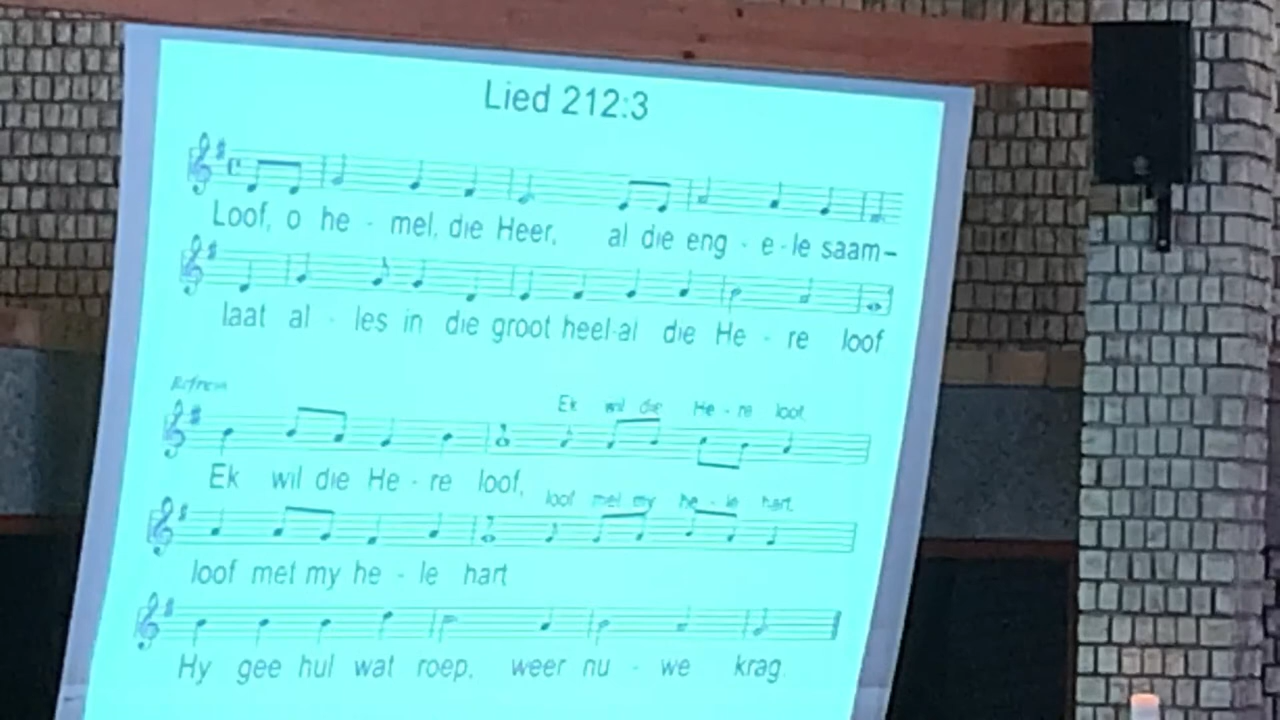 Lied 212:3
Loof, o he - mel, die Heer, al die eng - e - le saam-
laat al - les in die groot heel-al die He - re loof
Refrein
Ek wil die He - re loof,
Ek wil die He - re loof,
loof met my he - le hart
loof met my he - le hart
Hy gee hul wat roep, weer nu - we krag.